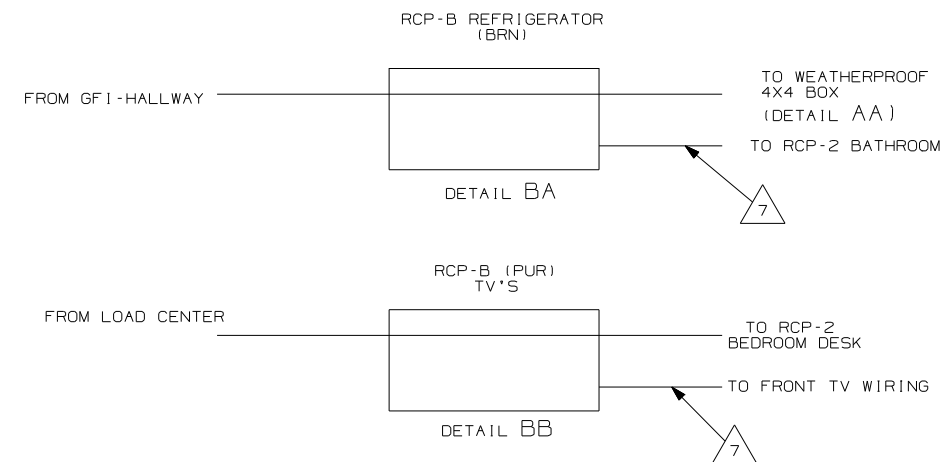 RCP-B REFRIGERATOR
(BRN)
FROM GFI-HALLWAY
TO WEATHERPROOF
4X4 BOX
(DETAIL AA)
TO RCP-2 BATHROOM
DETAIL BA
7
RCP-B (PUR)
TV'S
FROM LOAD CENTER
TO RCP-2
BEDROOM DESK
TO FRONT TV WIRING
DETAIL BB
7